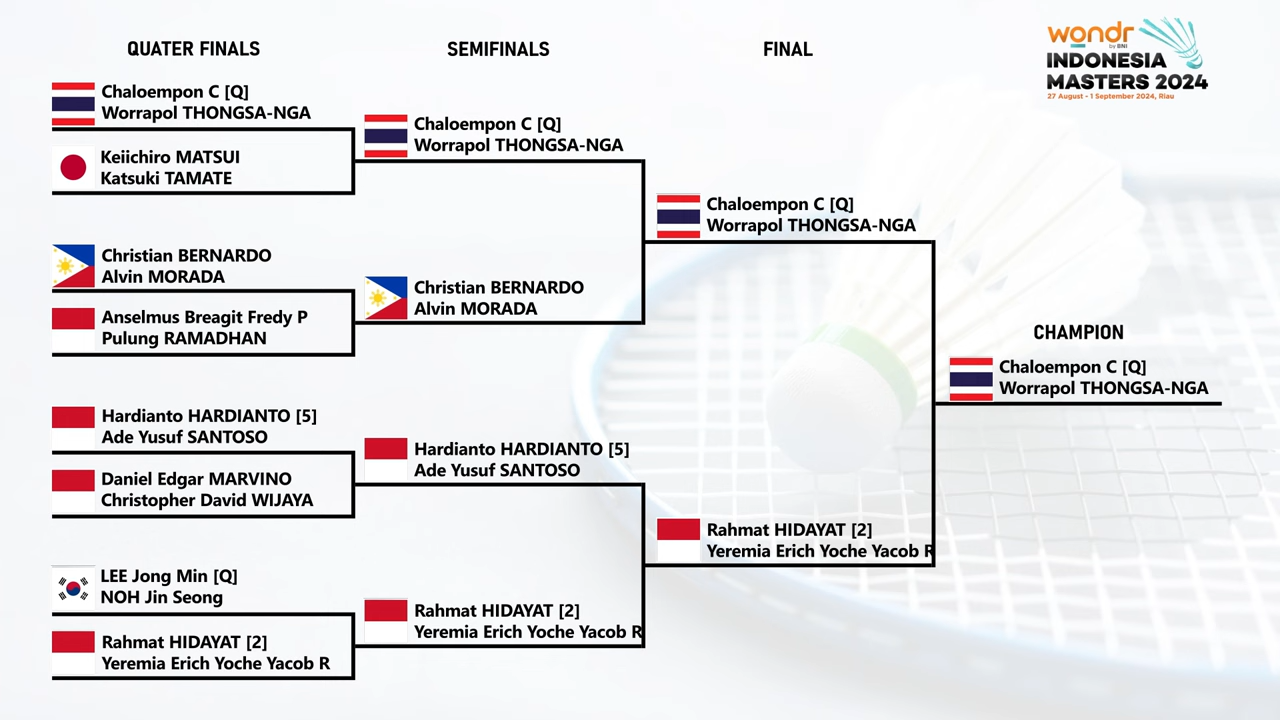 QUATER FINALS
SEMIFINALS
FINAL
wondr
by BNI
INDONESIA
MASTERS 2024
27 August - 1 September 2024, Riau
Chaloempon C [Q]
Worrapol THONGSA-NGA
Keiichiro MATSUI
Katsuki TAMATE
Christian BERNARDO
Alvin MORADA
Anselmus Breagit Fredy P
Pulung RAMADHAN
Hardianto HARDIANTO [5]
Ade Yusuf SANTOSO
Daniel Edgar MARVINO
Christopher David WIJAYA
LEE Jong Min [Q]
NOH Jin Seong
Rahmat HIDAYAT [2]
Yeremia Erich Yoche Yacob R
Chaloempon C [Q]
Worrapol THONGSA-NGA
Christian BERNARDO
Alvin MORADA
Hardianto HARDIANTO [5]
Ade Yusuf SANTOSO
Rahmat HIDAYAT [2]
Yeremia Erich Yoche Yacob R
Chaloempon C [Q]
Worrapol THONGSA-NGA
Rahmat HIDAYAT [2]
Yeremia Erich Yoche Yacob R
CHAMPION
Chaloempon C [Q]
Worrapol THONGSA-NGA